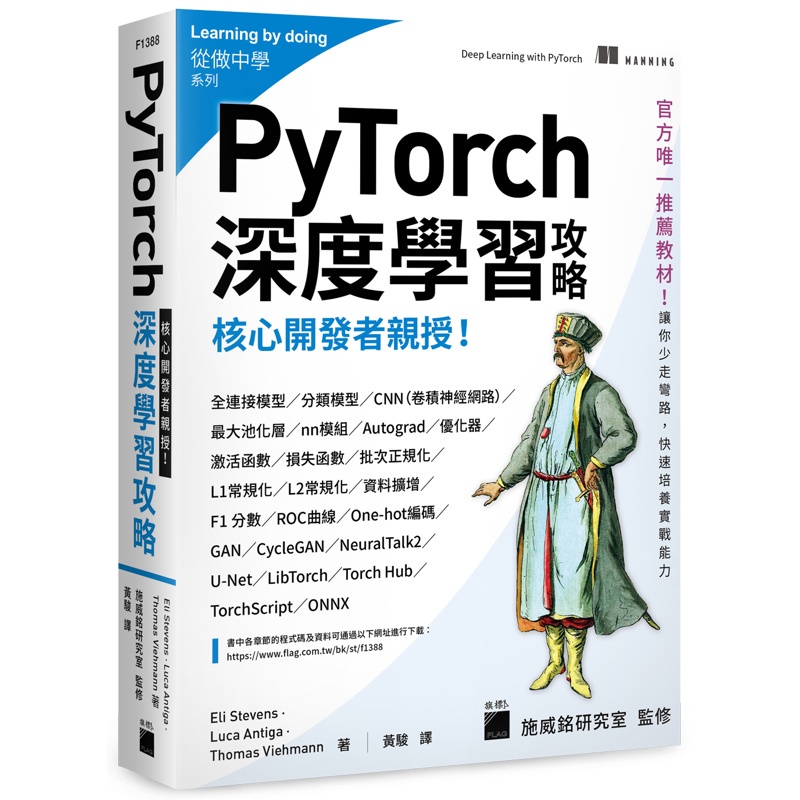 F1388
PyTorch
深度學習攻略
核心開發者親授!
Eli Stevens · Luca Antiga ·
Thomas Viehmann 著
施威銘研究室 監修
黃駿 譯
旗標
FLAG
Learning by doing
從做中學
系列
Deep Learning with PyTorch
MANNING
PyTorch
深度學習攻略
核心開發者親授!
官方唯一推薦教材!
讓你少走彎路,快速培養實戰能力
全連接模型/分類模型/CNN(卷積神經網路)/
最大池化層/nn模組/Autograd/優化器/
激活函數/損失函數/批次正規化/
L1常規化/L2常規化/資料擴增/
F1 分數/ROC曲線/One-hot編碼/
GAN/CycleGAN/NeuralTalk2/
U-Net/LibTorch/Torch Hub/
TorchScript/ONNX
書中各章節的程式碼及資料可通過以下網址進行下載:
https://www.flag.com.tw/bk/st/f1388
Eli Stevens ·
Luca Antiga ·
Thomas Viehmann 著 | 黃駿 譯
旗標
FLAG
施威銘研究室 監修